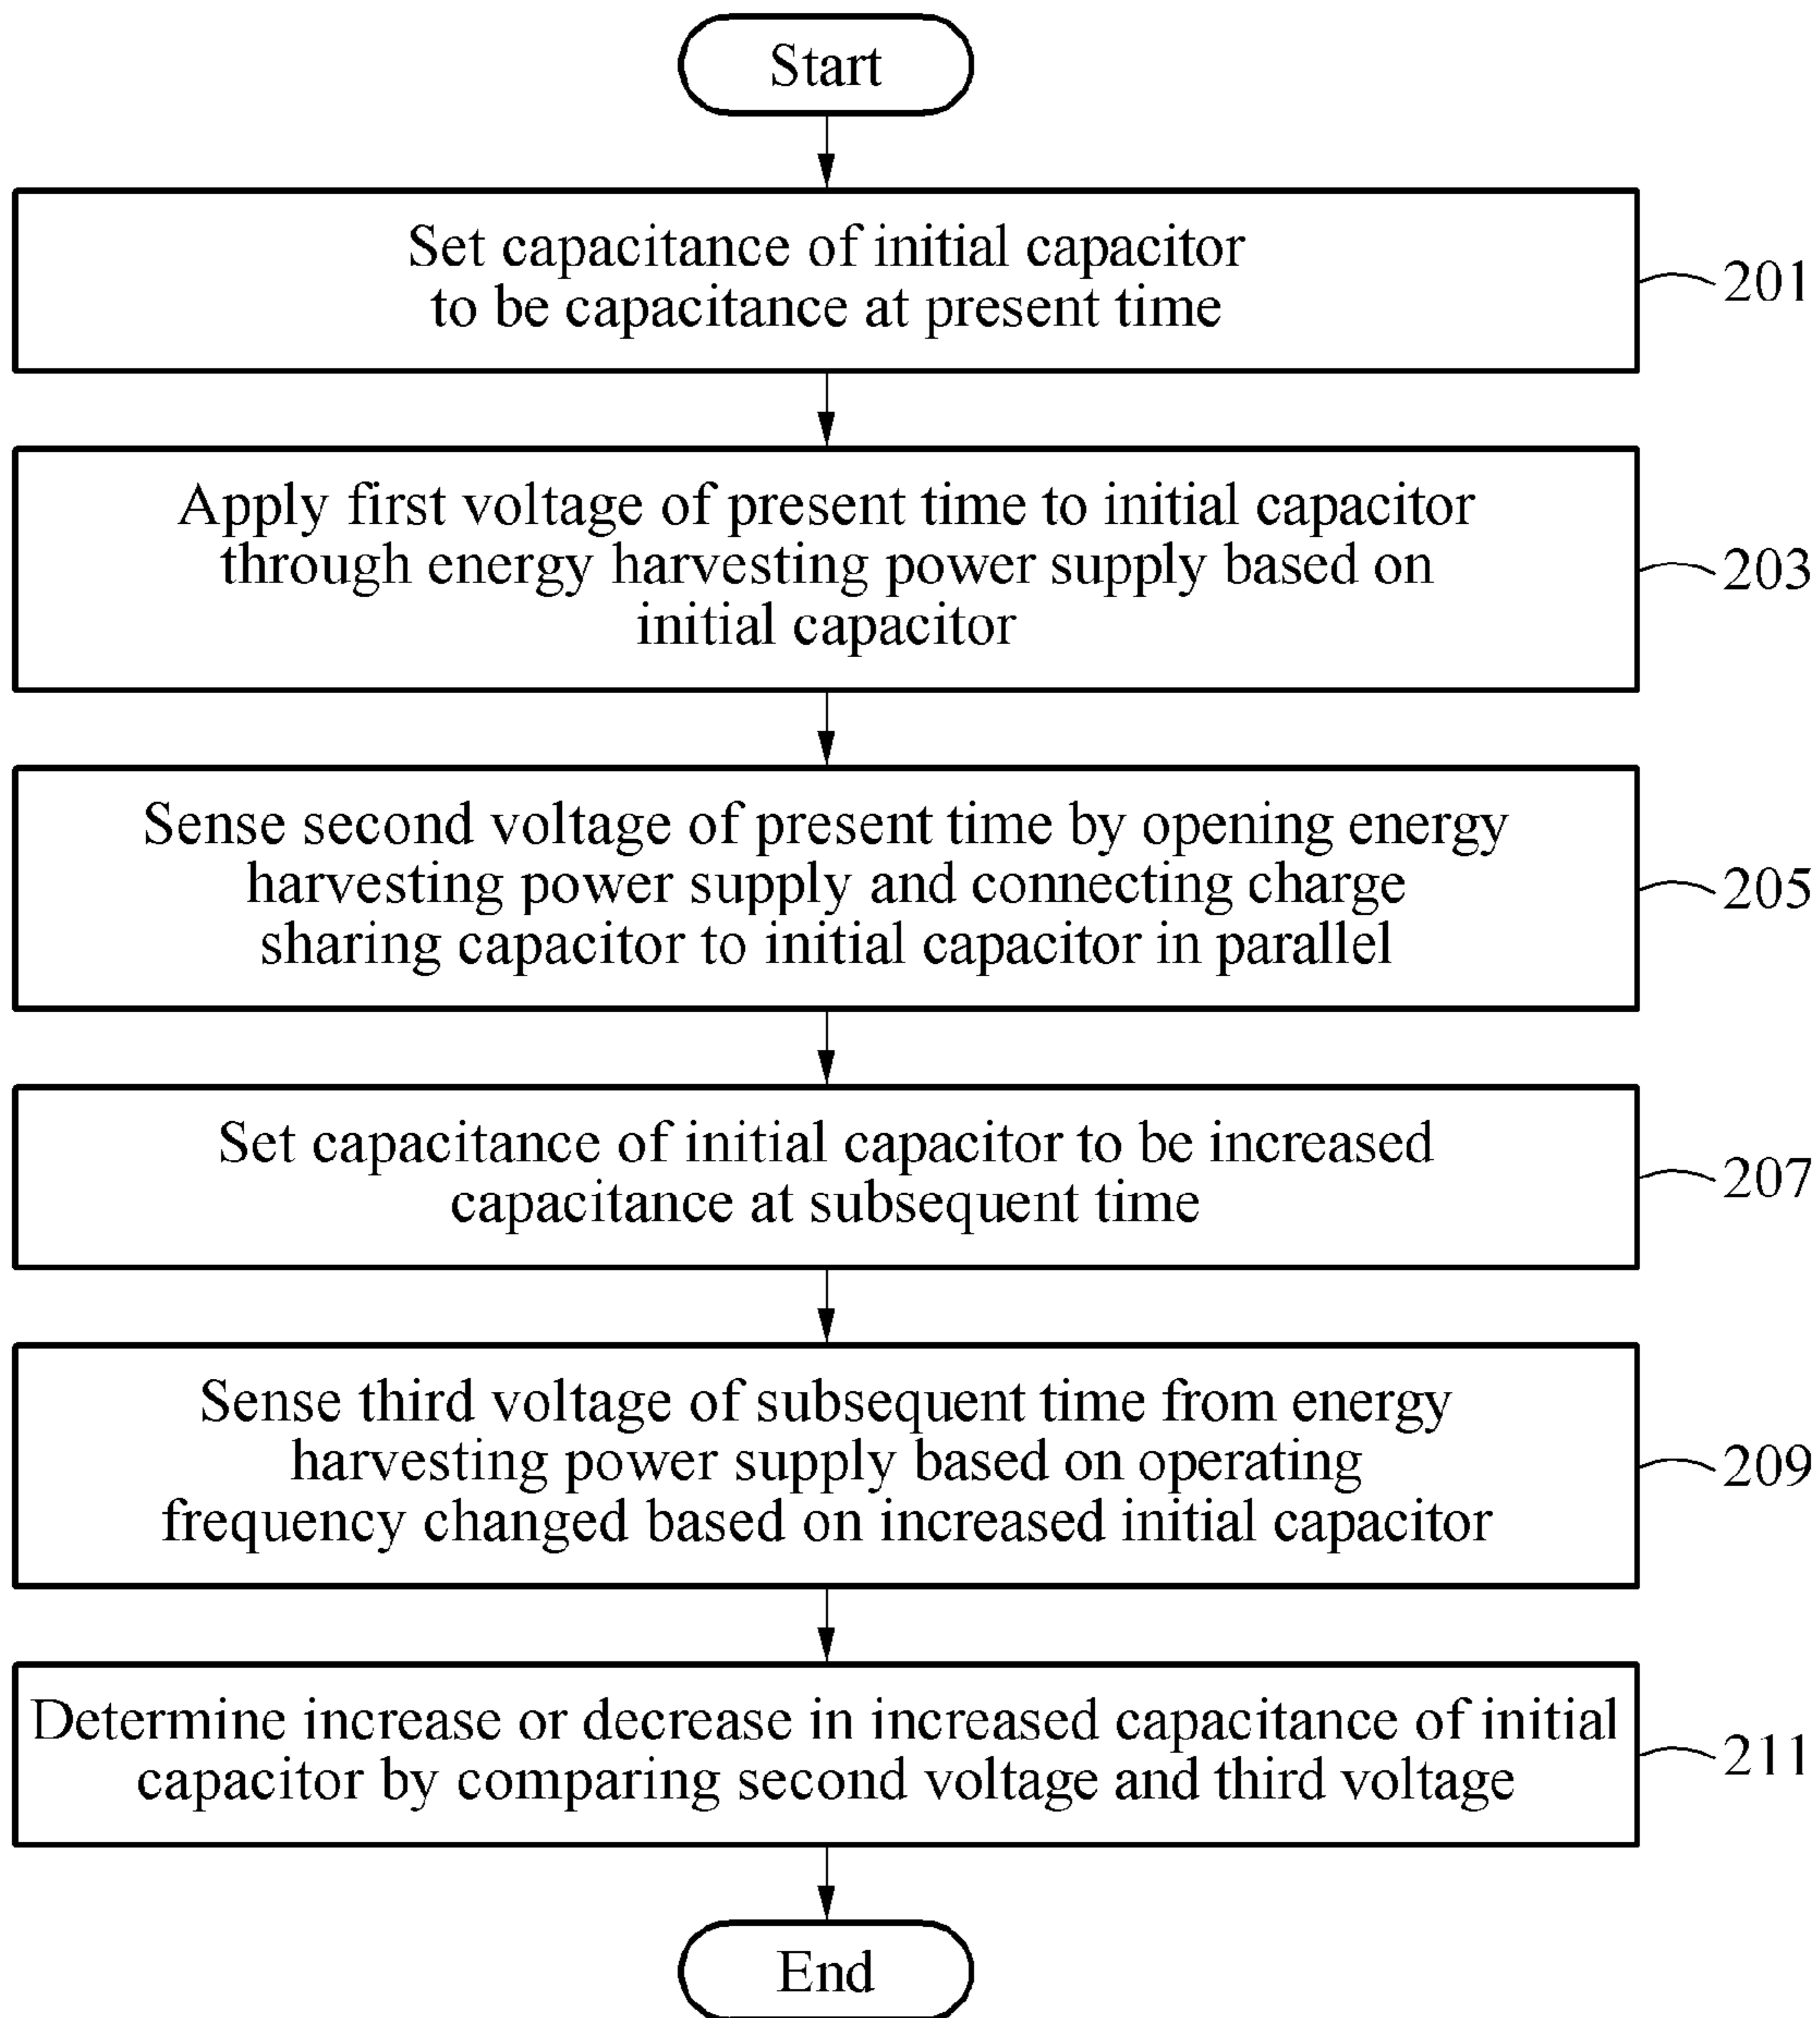 Start
Set capacitance of initial capacitor
to be capacitance at present time
201
Apply first voltage of present time to initial capacitor
through energy harvesting power supply based on
initial capacitor
203
Sense second voltage of present time by opening energy
harvesting power supply and connecting charge
sharing capacitor to initial capacitor in parallel
205
Set capacitance of initial capacitor to be increased
capacitance at subsequent time
207
Sense third voltage of subsequent time from energy
harvesting power supply based on operating
frequency changed based on increased initial capacitor
209
Determine increase or decrease in increased capacitance of initial
capacitor by comparing second voltage and third voltage
211
End